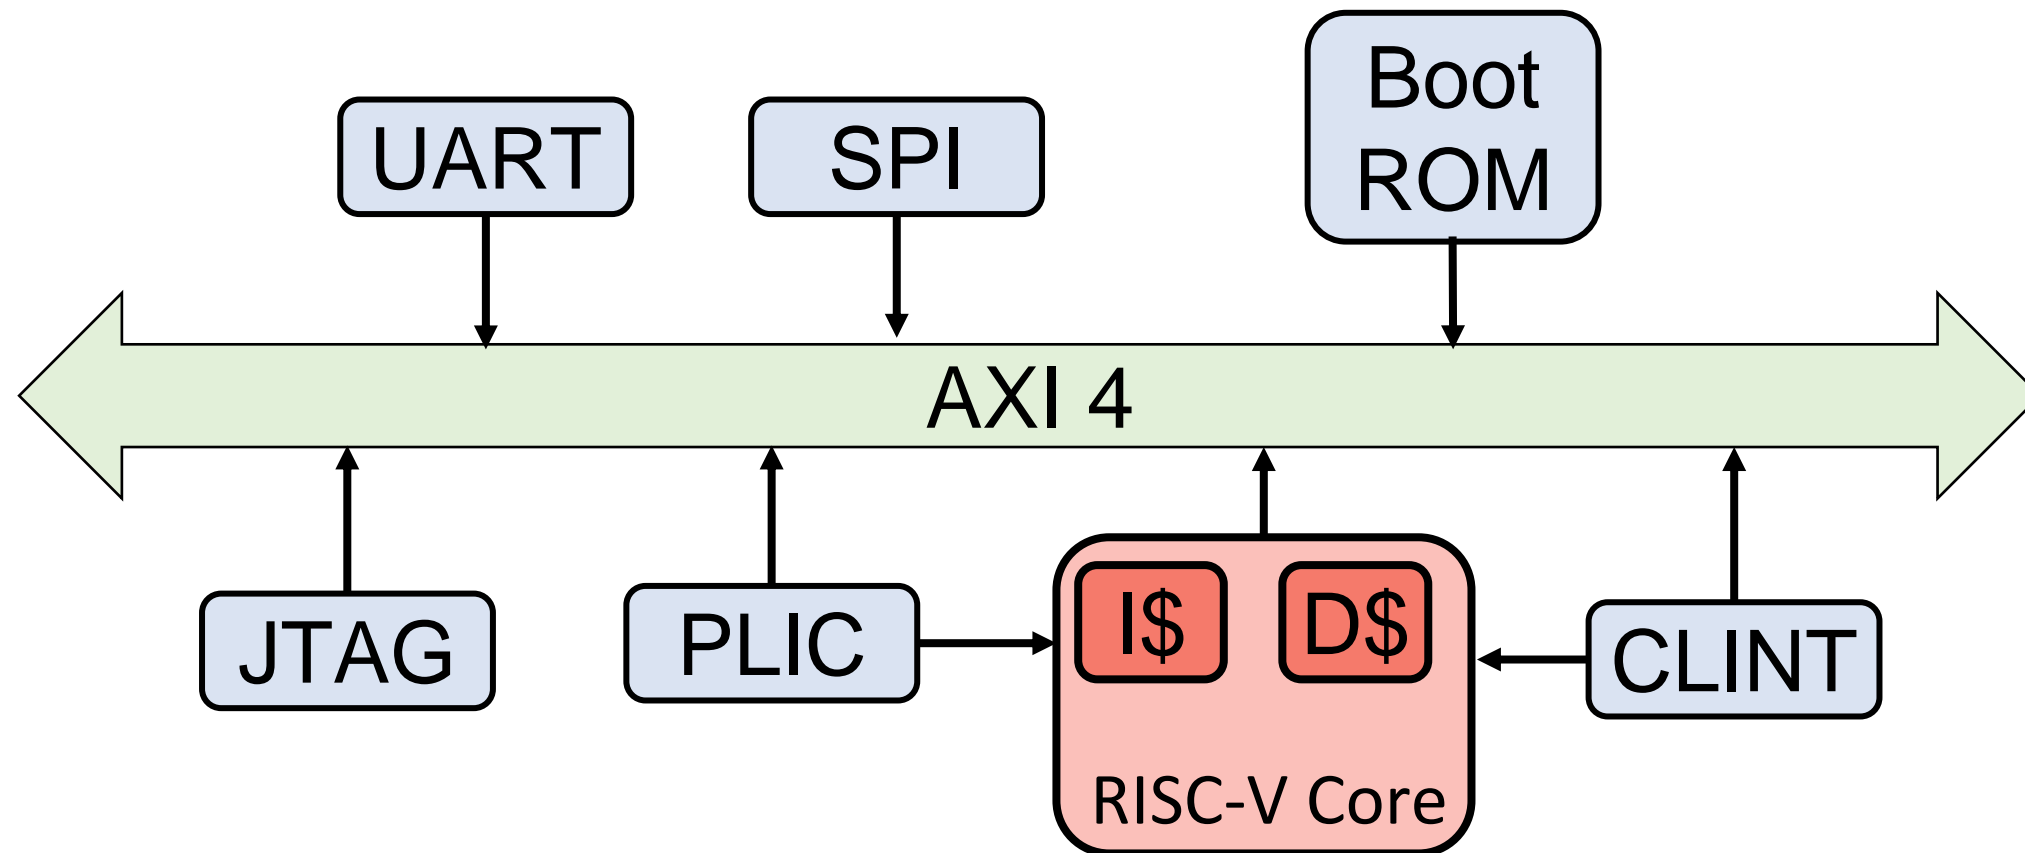 UART
SPI
Boot
ROM
AXI 4
JTAG
PLIC
I$
D$
CLINT
RISC-V Core